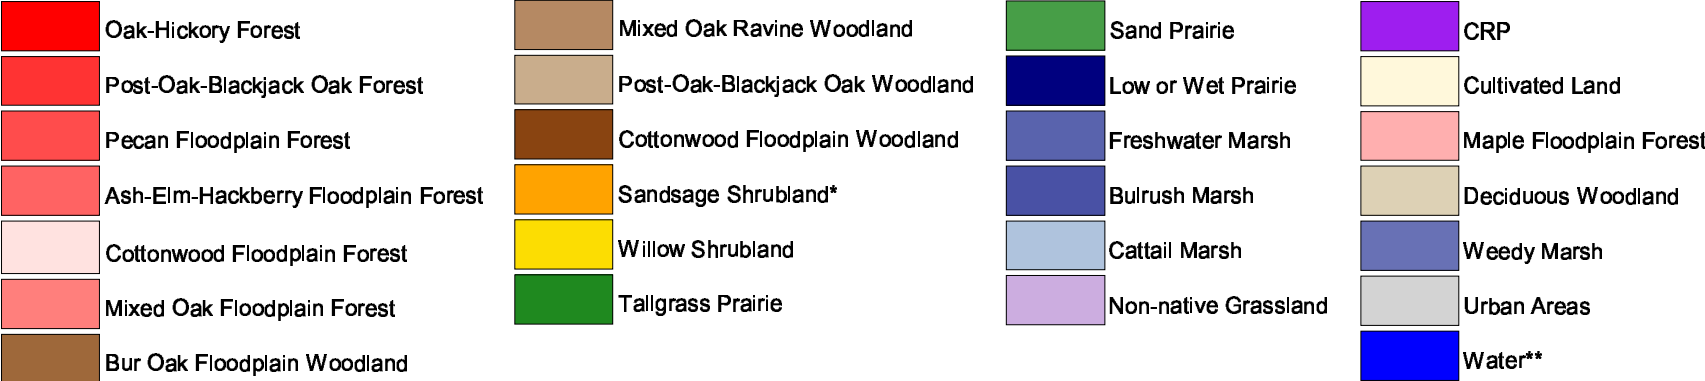 Oak-Hickory Forest
Post-Oak-Blackjack Oak Forest
Pecan Floodplain Forest
Ash-Elm-Hackberry Floodplain Forest
Cottonwood Floodplain Forest
Mixed Oak Floodplain Forest
Bur Oak Floodplain Woodland
Mixed Oak Ravine Woodland
Post-Oak-Blackjack Oak Woodland
Cottonwood Floodplain Woodland
Sandsage Shrubland*
Willow Shrubland
Tallgrass Prairie
Sand Prairie
Low or Wet Prairie
Freshwater Marsh
Bulrush Marsh
Cattail Marsh
Non-native Grassland
CRP
Cultivated Land
Maple Floodplain Forest
Deciduous Woodland
Weedy Marsh
Urban Areas
Water**